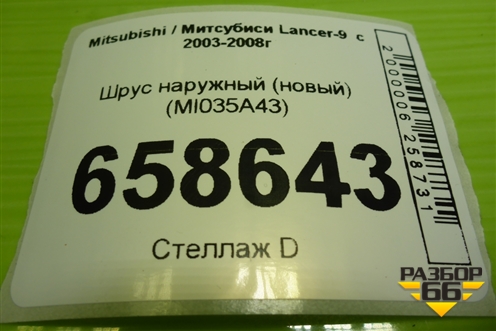 Mitsubishi / Митсубиси Lancer-9 с
2003-2008г
Шрус наружный (новый)
(MI035A43)
658643
Стеллаж D
2000006258731
РАЗБОР
66